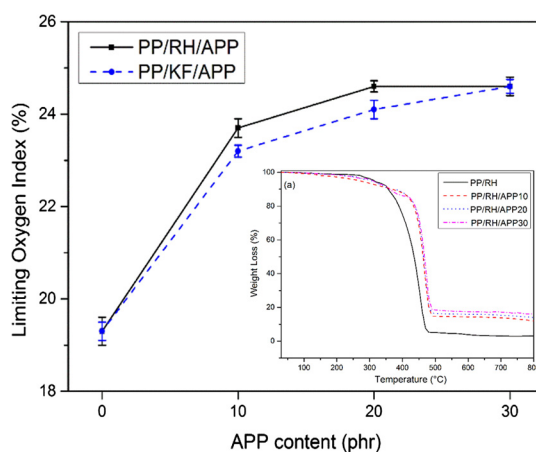 26
24
22
20
18
Limiting Oxygen Index (%)
PP/RH/APP
PP/KF/APP
0
10
20
30
APP content (phr)
(a)
PP/RH
PP/RH/APP10
PP/RH/APP20
PP/RH/APP30
100
80
60
40
20
0
Weight Loss (%)
100
200
300
400
500
600
700
80
Temperature (°C)